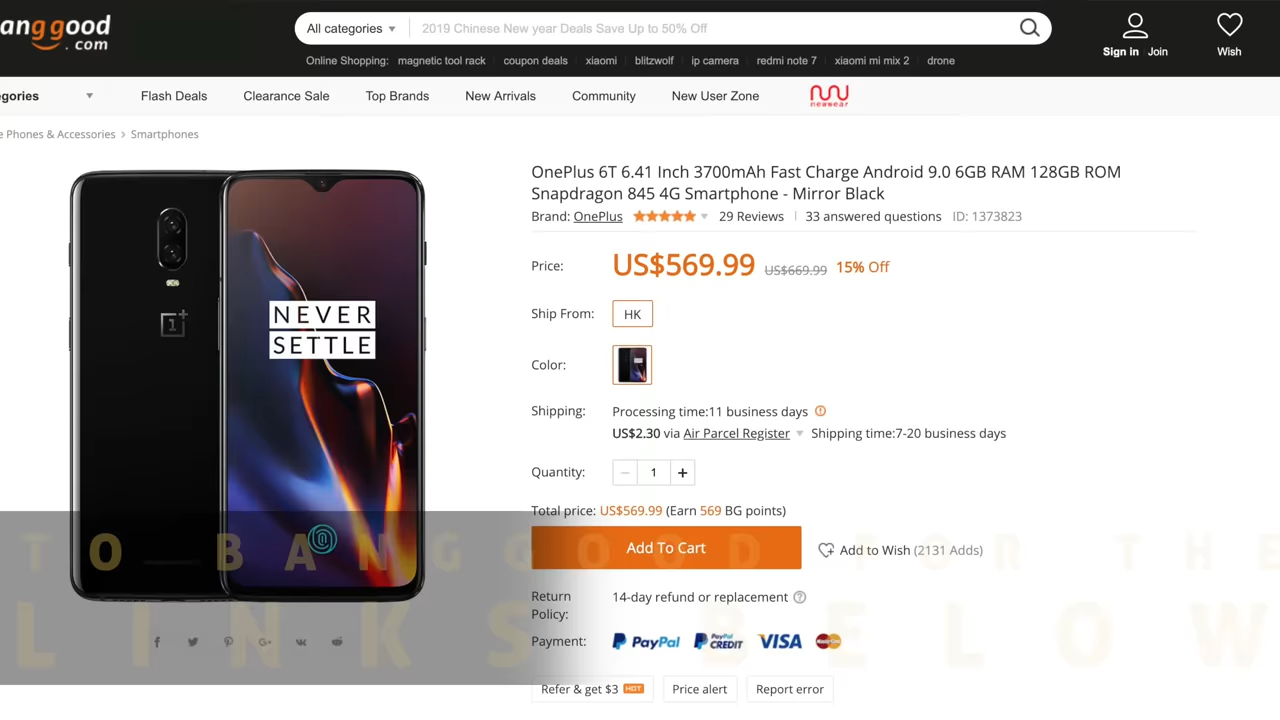 anggood
.com
All categories
2019 Chinese New year Deals Save Up to 50% Off
Sign in Join
Wish
Online Shopping: magnetic tool rack coupon deals xiaomi blitzwolf ip camera redmi note 7 xiaomi mi mix 2 drone
egories Flash Deals Clearance Sale Top Brands New Arrivals Community New User Zone newwear
e Phones & Accessories > Smartphones
OnePlus 6T 6.41 Inch 3700mAh Fast Charge Android 9.0 6GB RAM 128GB ROM
Snapdragon 845 4G Smartphone - Mirror Black
Brand: OnePlus 29 Reviews 33 answered questions ID: 1373823
Price: US$569.99 US$669.99 15% Off
Ship From: HK
NEVER
SETTLE
Color:
Shipping: Processing time:11 business days
US$2.30 via Air Parcel Register Shipping time:7-20 business days
Quantity: − 1 +
Total price: US$569.99 (Earn 569 BG points)
Add To Cart
Add to Wish (2131 Adds)
TO BANGGOOD FOR THE
LINKS BELOW
Return
Policy:
14-day refund or replacement
Payment: PayPal PayPal CREDIT VISA MasterCard
Refer & get $3 HOT Price alert Report error